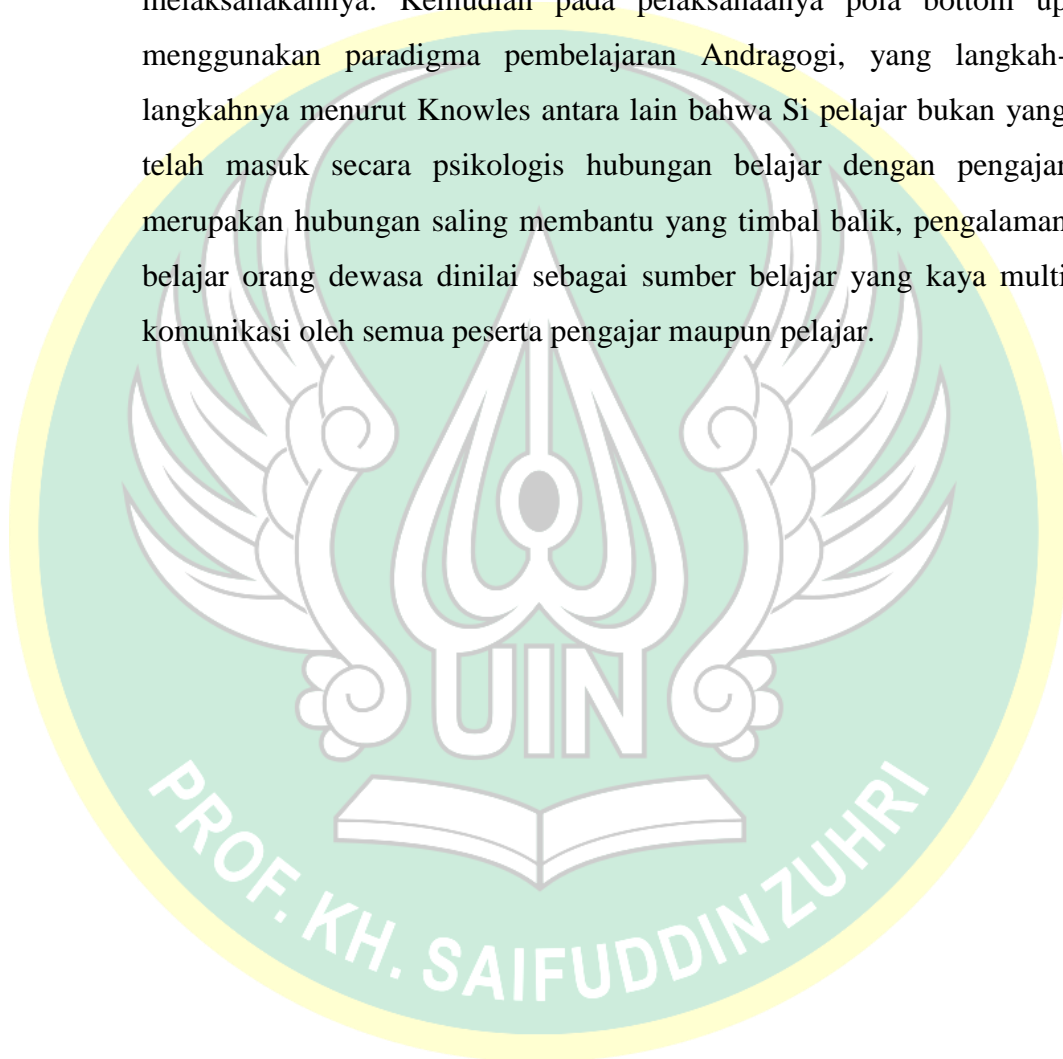 melaksanakannya. Kemudian pada pelaksanaanya pola bottom up
menggunakan paradigma pembelajaran Andragogi, yang langkah-
langkahnya menurut Knowles antara lain bahwa Si pelajar bukan yang
telah masuk secara psikologis hubungan belajar dengan pengajar
merupakan hubungan saling membantu yang timbal balik, pengalaman
belajar orang dewasa dinilai sebagai sumber belajar yang kaya multi
komunikasi oleh semua peserta pengajar maupun pelajar.
UIN
PROF. KH. SAIFUDDIN ZUHRI